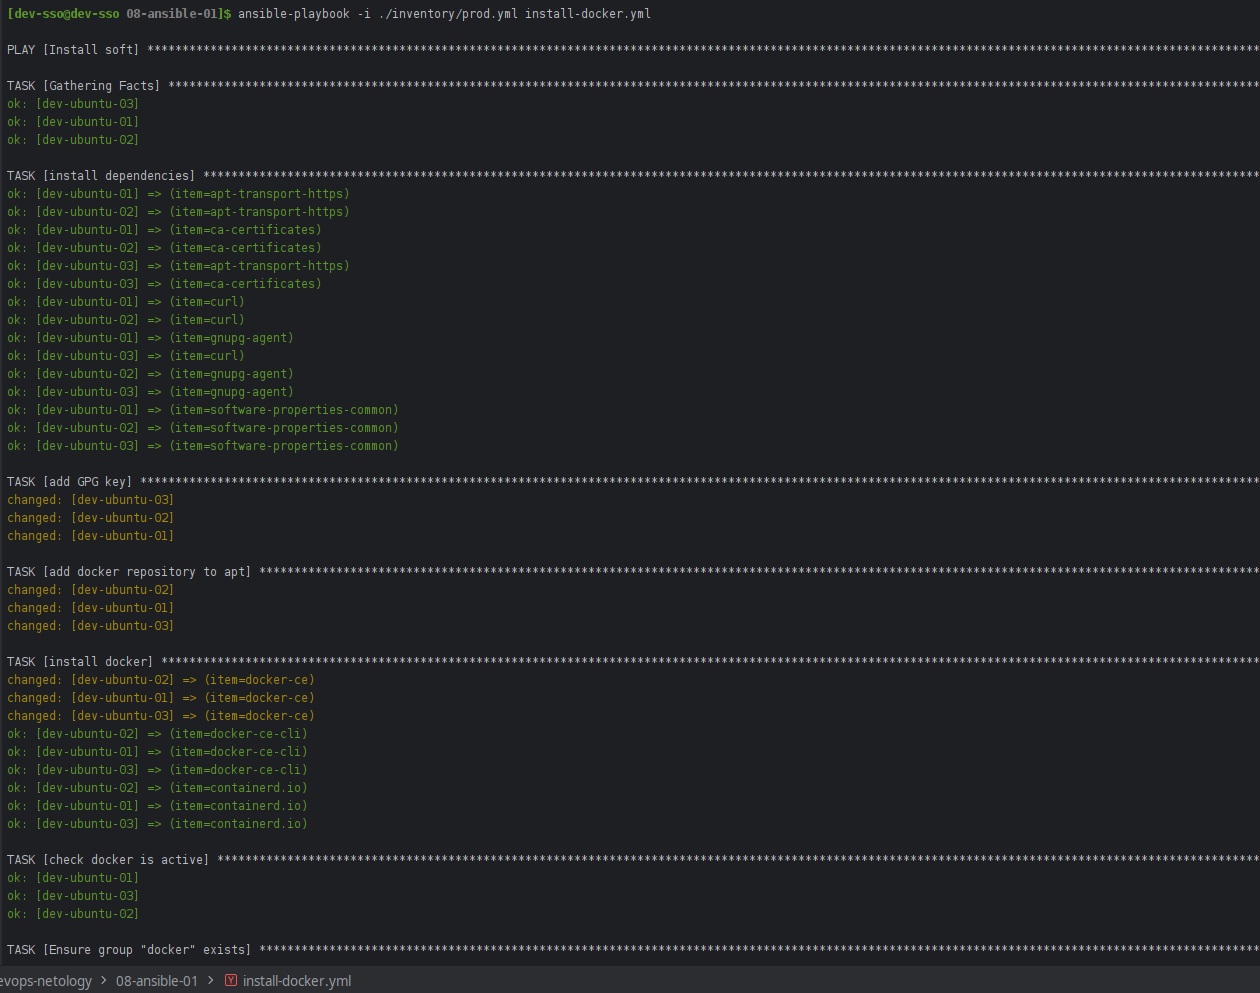 [dev-sso@dev-sso 08-ansible-01]$ ansible-playbook -i ./inventory/prod.yml install-docker.yml
PLAY [Install soft] ****************************************************************************************************************************************************************
TASK [Gathering Facts] *************************************************************************************************************************************************************
ok: [dev-ubuntu-03]
ok: [dev-ubuntu-01]
ok: [dev-ubuntu-02]
TASK [install dependencies] ********************************************************************************************************************************************************
ok: [dev-ubuntu-01] => (item=apt-transport-https)
ok: [dev-ubuntu-02] => (item=apt-transport-https)
ok: [dev-ubuntu-01] => (item=ca-certificates)
ok: [dev-ubuntu-02] => (item=ca-certificates)
ok: [dev-ubuntu-03] => (item=apt-transport-https)
ok: [dev-ubuntu-03] => (item=ca-certificates)
ok: [dev-ubuntu-01] => (item=curl)
ok: [dev-ubuntu-02] => (item=curl)
ok: [dev-ubuntu-01] => (item=gnupg-agent)
ok: [dev-ubuntu-03] => (item=curl)
ok: [dev-ubuntu-02] => (item=gnupg-agent)
ok: [dev-ubuntu-03] => (item=gnupg-agent)
ok: [dev-ubuntu-01] => (item=software-properties-common)
ok: [dev-ubuntu-02] => (item=software-properties-common)
ok: [dev-ubuntu-03] => (item=software-properties-common)
TASK [add GPG key] *****************************************************************************************************************************************************************
changed: [dev-ubuntu-03]
changed: [dev-ubuntu-02]
changed: [dev-ubuntu-01]
TASK [add docker repository to apt] ************************************************************************************************************************************************
changed: [dev-ubuntu-02]
changed: [dev-ubuntu-01]
changed: [dev-ubuntu-03]
TASK [install docker] **************************************************************************************************************************************************************
changed: [dev-ubuntu-02] => (item=docker-ce)
changed: [dev-ubuntu-01] => (item=docker-ce)
changed: [dev-ubuntu-03] => (item=docker-ce)
ok: [dev-ubuntu-02] => (item=docker-ce-cli)
ok: [dev-ubuntu-01] => (item=docker-ce-cli)
ok: [dev-ubuntu-03] => (item=docker-ce-cli)
ok: [dev-ubuntu-02] => (item=containerd.io)
ok: [dev-ubuntu-01] => (item=containerd.io)
ok: [dev-ubuntu-03] => (item=containerd.io)
TASK [check docker is active] ******************************************************************************************************************************************************
ok: [dev-ubuntu-01]
ok: [dev-ubuntu-03]
ok: [dev-ubuntu-02]
TASK [Ensure group "docker" exists] ************************************************************************************************************************************************
evops-netology > 08-ansible-01 > Y install-docker.yml